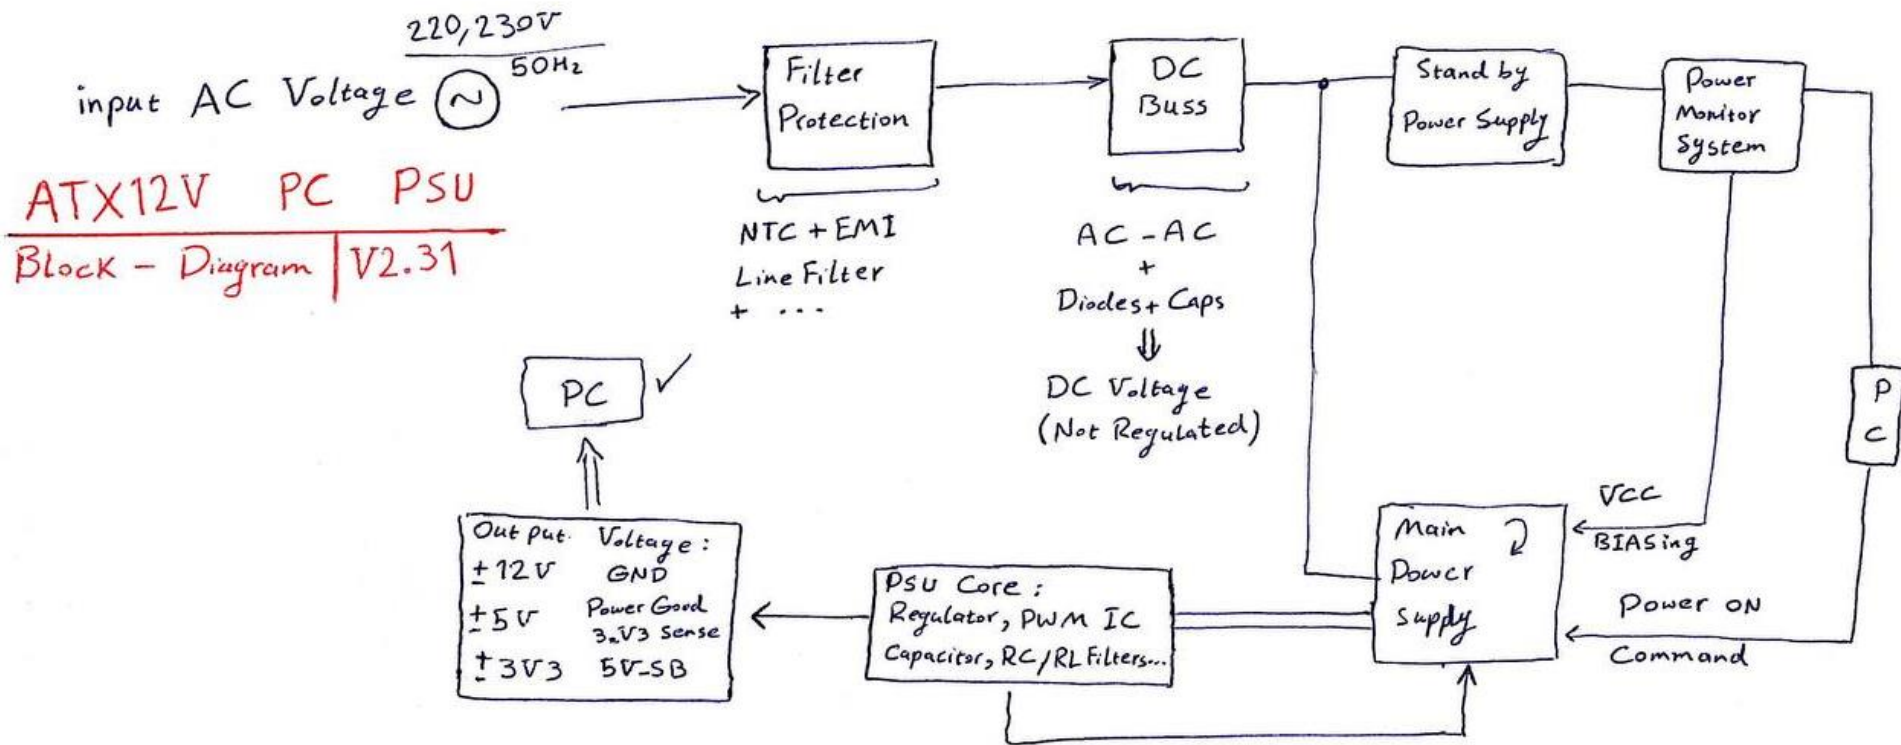 220,230V
50Hz
input AC Voltage ~
ATX12V PC PSU
Block - Diagram | V2.31
Filter
Protection
NTC + EMI
Line Filter
+ ...
DC
Buss
AC - AC
+
Diodes + Caps
⇓
DC Voltage
(Not Regulated)
Stand by
Power Supply
Power
Monitor
System
P
C
VCC
BIASing
Power ON
Command
Main
Power
Supply
PSU Core :
Regulator, PWM IC
Capacitor, RC/RL Filters...
Output Voltage :
±12V GND
±5V Power Good
3.V3 Sense
±3V3 5V-SB
PC ✓